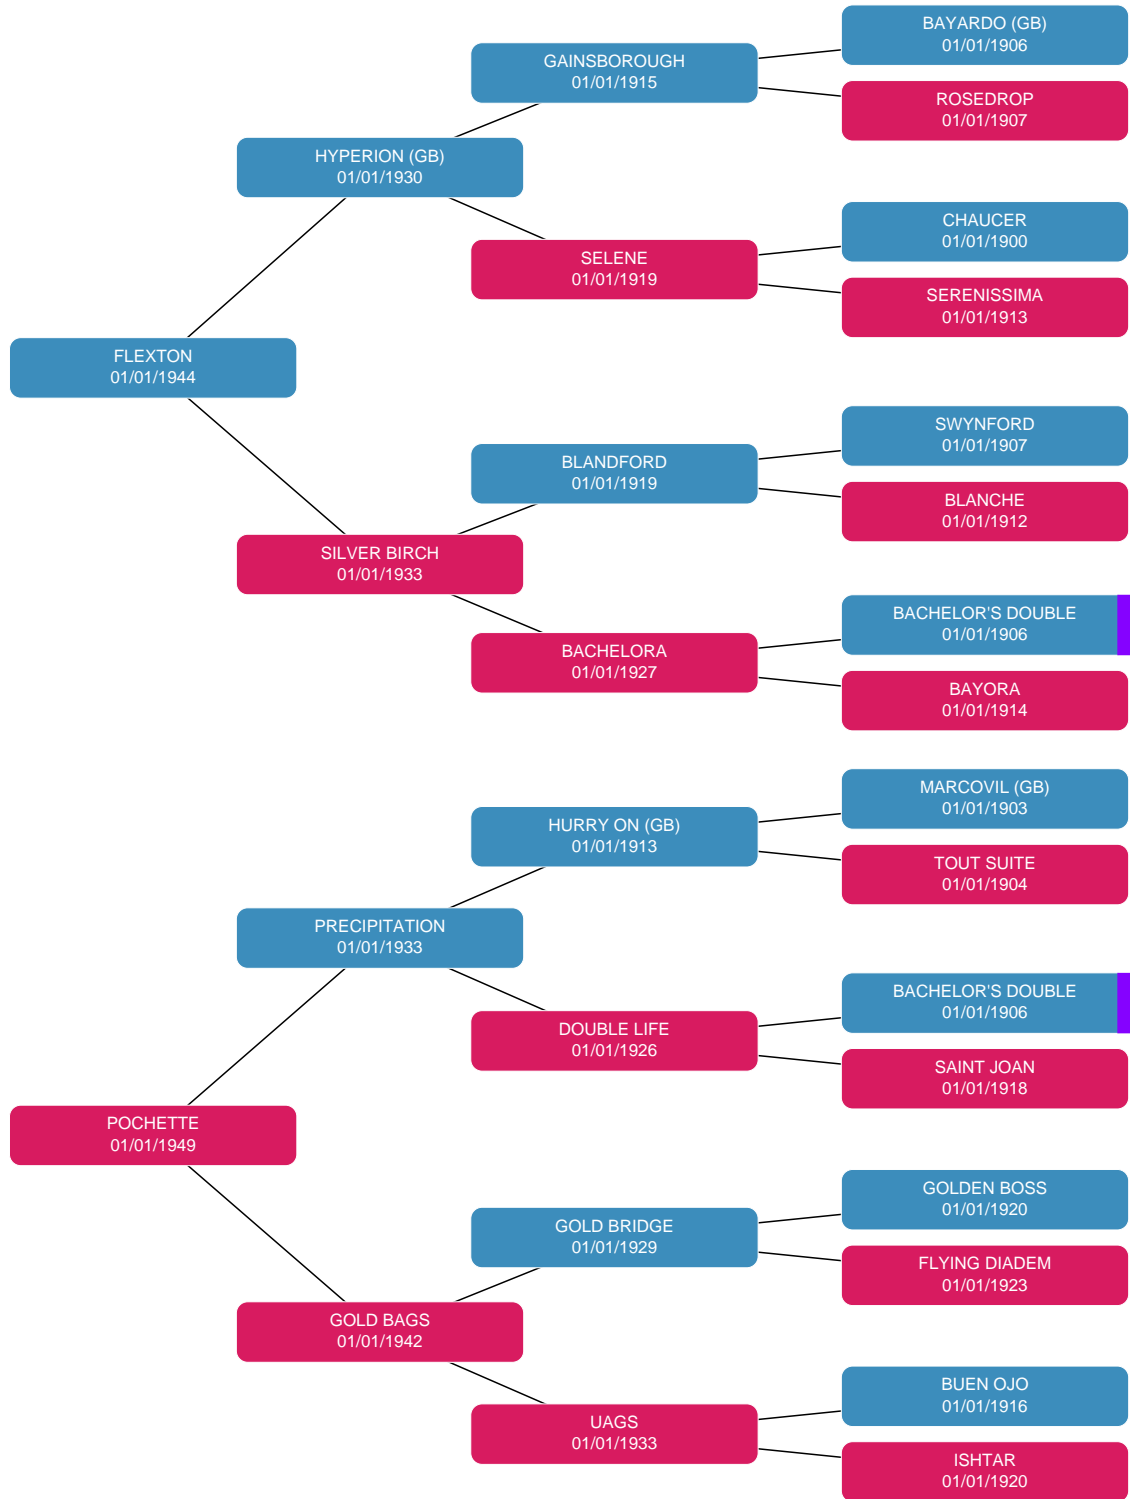 BAYARDO (GB)
01/01/1906
GAINSBOROUGH
01/01/1915
ROSEDROP
01/01/1907
HYPERION (GB)
01/01/1930
CHAUCER
01/01/1900
SELENE
01/01/1919
SERENISSIMA
01/01/1913
FLEXTON
01/01/1944
SWYNFORD
01/01/1907
BLANDFORD
01/01/1919
BLANCHE
01/01/1912
SILVER BIRCH
01/01/1933
BACHELOR'S DOUBLE
01/01/1906
BACHELORA
01/01/1927
BAYORA
01/01/1914
MARCOVIL (GB)
01/01/1903
HURRY ON (GB)
01/01/1913
TOUT SUITE
01/01/1904
PRECIPITATION
01/01/1933
BACHELOR'S DOUBLE
01/01/1906
DOUBLE LIFE
01/01/1926
SAINT JOAN
01/01/1918
POCHETTE
01/01/1949
GOLDEN BOSS
01/01/1920
GOLD BRIDGE
01/01/1929
FLYING DIADEM
01/01/1923
GOLD BAGS
01/01/1942
BUEN OJO
01/01/1916
UAGS
01/01/1933
ISHTAR
01/01/1920